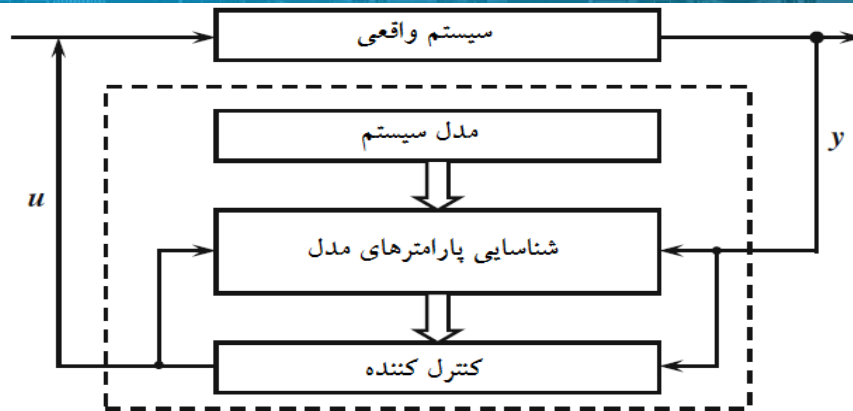 سیستم واقعی
مدل سیستم
y
u
شناسایی پارامترهای مدل
کنترل کننده